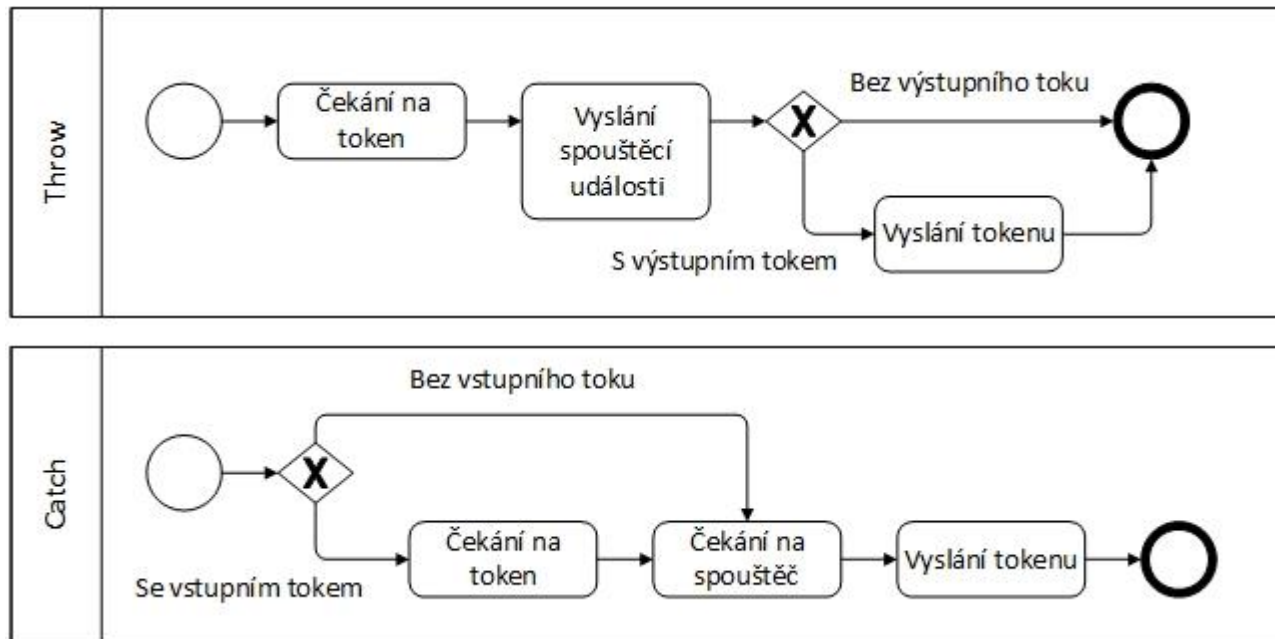 Throw
Čekání na
token
Vyslání
spouštěcí
události
X
Bez výstupního toku
Vyslání tokenu
S výstupním tokem
Catch
Bez vstupního toku
X
Čekání na
token
Čekání na
spouštěč
Vyslání tokenu
Se vstupním tokem